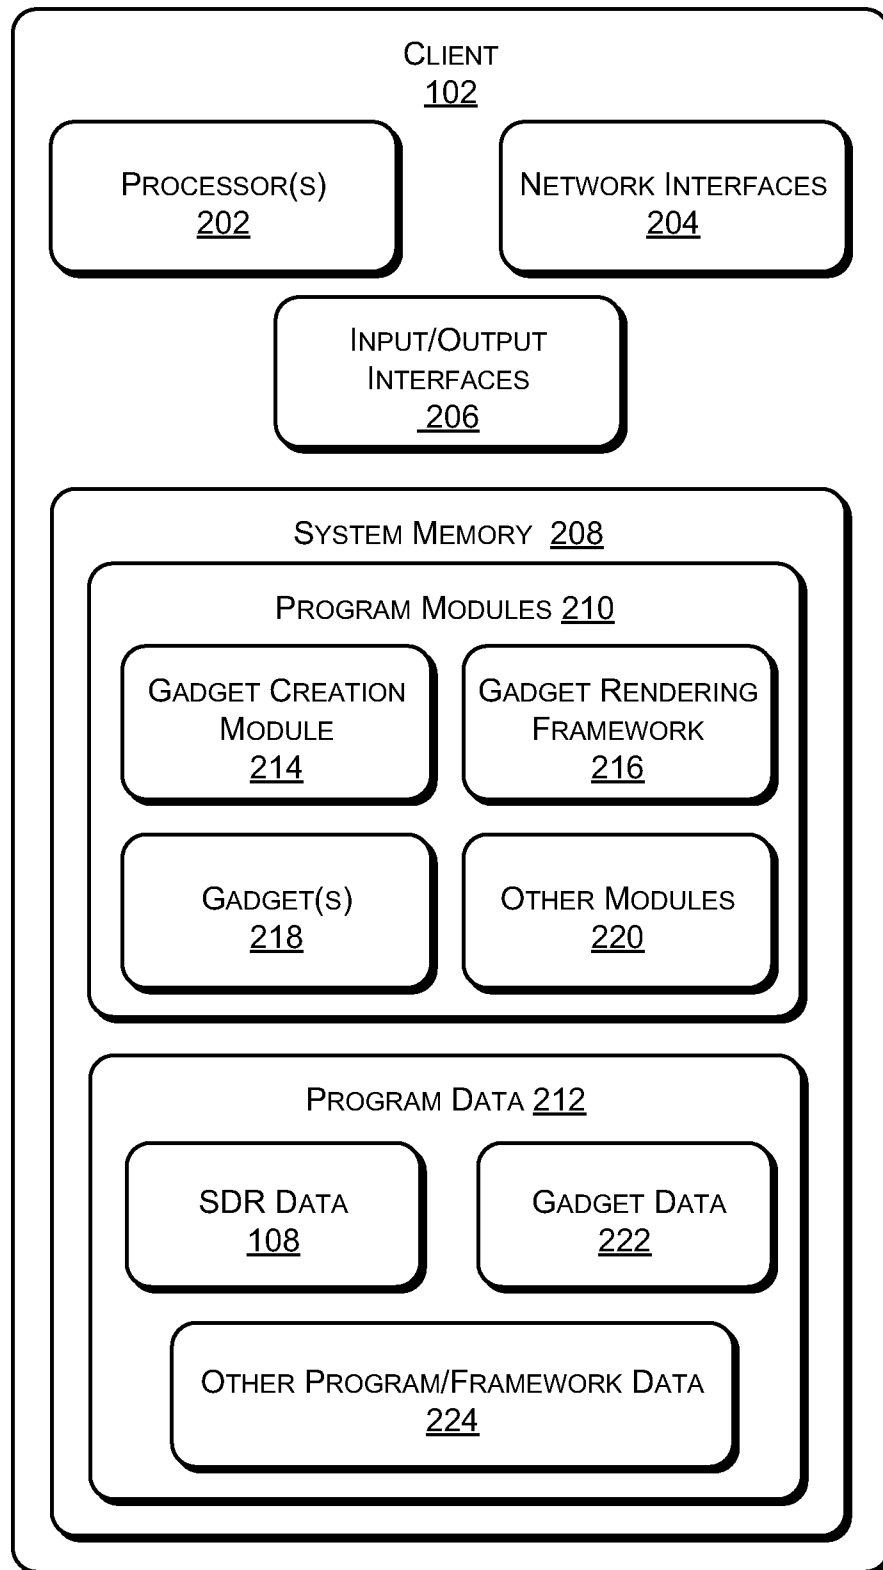 CLIENT
102
PROCESSOR(S)
202
NETWORK INTERFACES
204
INPUT/OUTPUT
INTERFACES
206
SYSTEM MEMORY 208
PROGRAM MODULES 210
GADGET CREATION
MODULE
214
GADGET RENDERING
FRAMEWORK
216
GADGET(S)
218
OTHER MODULES
220
PROGRAM DATA 212
SDR DATA
108
GADGET DATA
222
OTHER PROGRAM/FRAMEWORK DATA
224